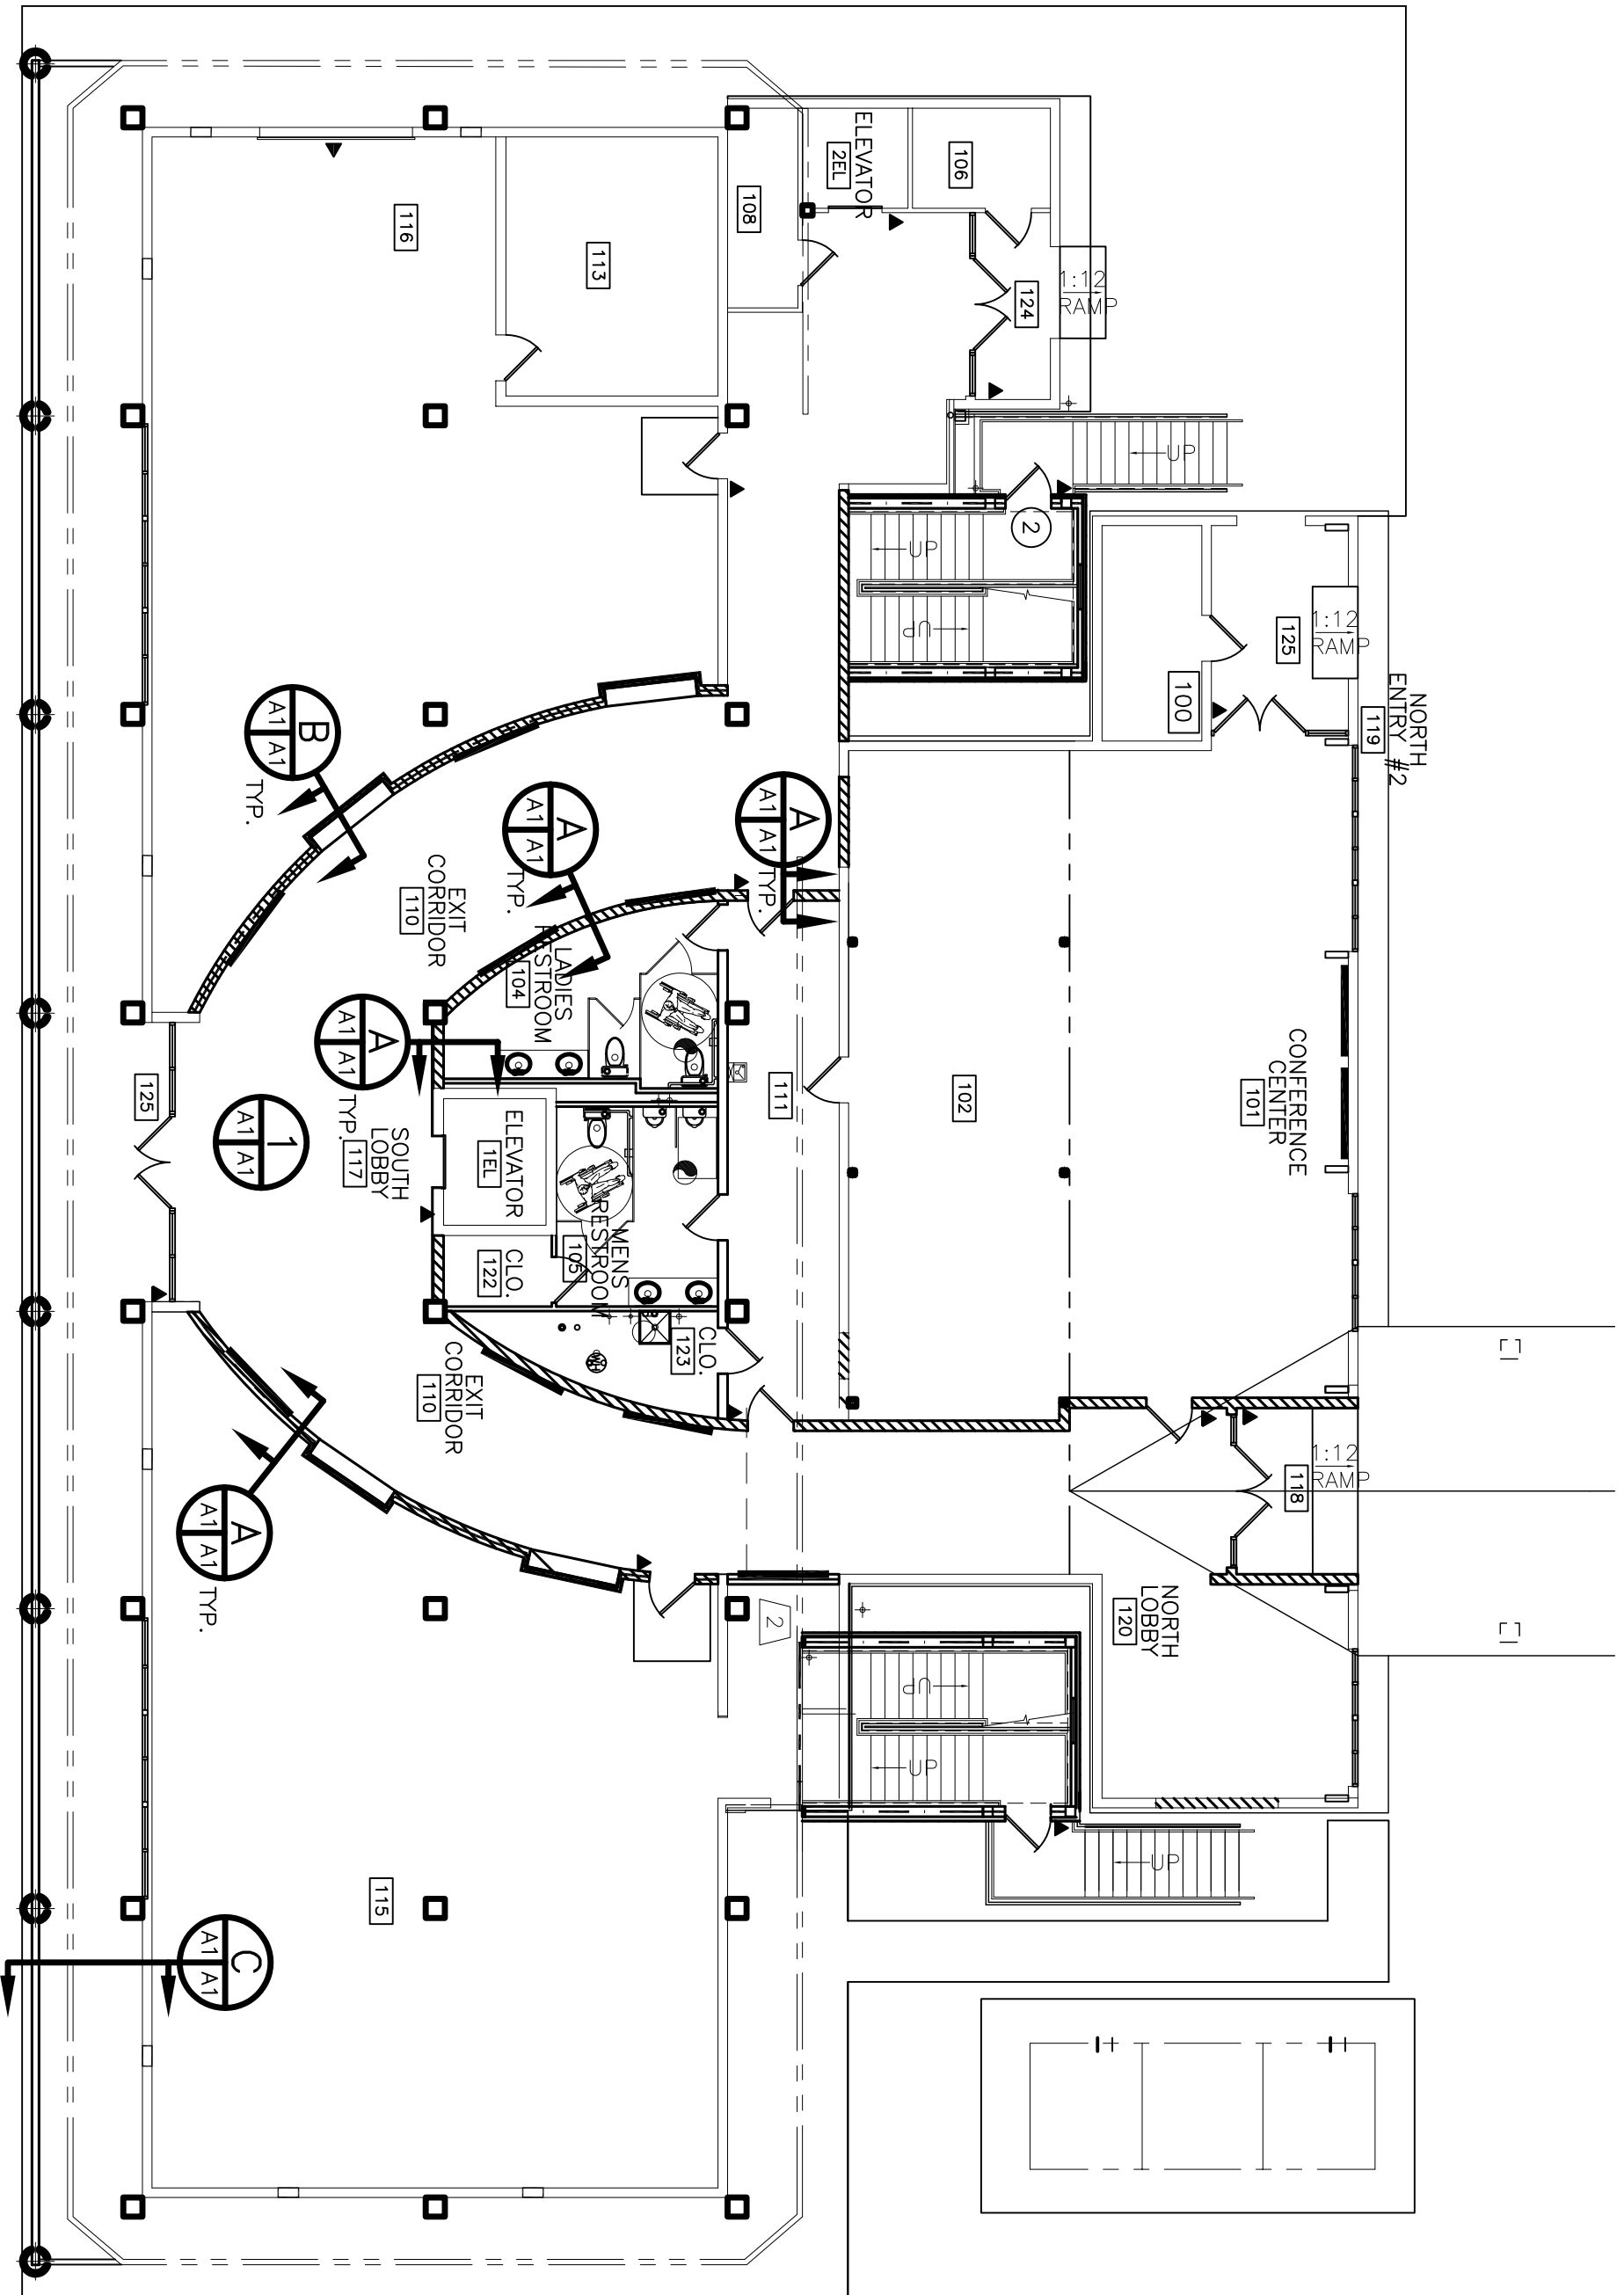 NORTH
ENTRY #2
119
1:12
RAMP
1:12
RAMP
1:12
RAMP
106
ELEVATOR
2EL
124
108
113
116
UP
2
UP
UP
125
100
CONFERENCE
CENTER
101
102
111
118
NORTH
LOBBY
120
2
UP
UP
UP
B
A1
A1
TYP.
A
A1
A1
TYP.
A
A1
A1
TYP.
EXIT
CORRIDOR
110
LADIES
RESTROOM
104
A
A1
A1
TYP.
SOUTH
LOBBY
117
ELEVATOR
1EL
MENS
RESTROOM
105
CLO.
122
CLO.
123
WH
125
1
A1
A1
EXIT
CORRIDOR
110
A
A1
A1
TYP.
115
C
A1
A1